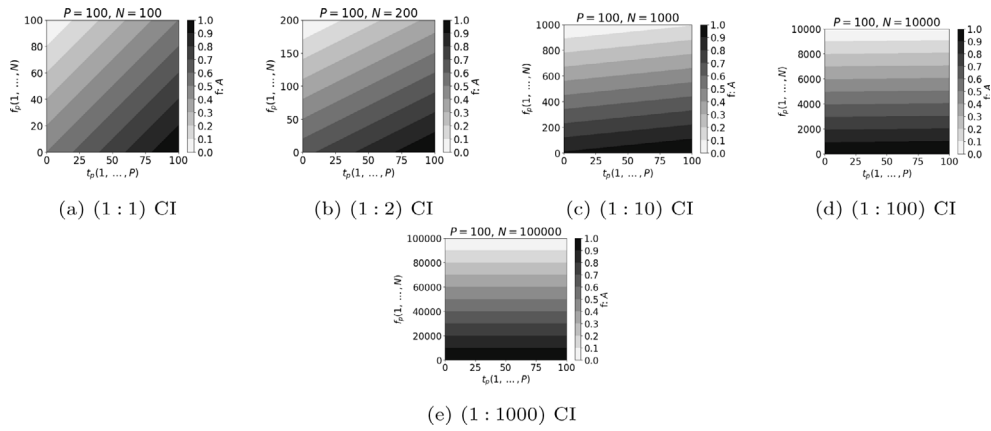 P = 100, N = 100
100
80
60
40
20
0
f_p(1, ..., N)
0 25 50 75 100
t_p(1, ..., P)
1.0
0.9
0.8
0.7
0.6
0.5
0.4
0.3
0.2
0.1
0.0
f: A
(a) (1 : 1) CI
P = 100, N = 200
200
150
100
50
0
f_p(1, ..., N)
0 25 50 75 100
t_p(1, ..., P)
1.0
0.9
0.8
0.7
0.6
0.5
0.4
0.3
0.2
0.1
0.0
f: A
(b) (1 : 2) CI
P = 100, N = 1000
1000
800
600
400
200
0
f_p(1, ..., N)
0 25 50 75 100
t_p(1, ..., P)
1.0
0.9
0.8
0.7
0.6
0.5
0.4
0.3
0.2
0.1
0.0
f: A
(c) (1 : 10) CI
P = 100, N = 10000
10000
8000
6000
4000
2000
0
f_p(1, ..., N)
0 25 50 75 100
t_p(1, ..., P)
1.0
0.9
0.8
0.7
0.6
0.5
0.4
0.3
0.2
0.1
0.0
f: A
(d) (1 : 100) CI
P = 100, N = 100000
100000
80000
60000
40000
20000
0
f_p(1, ..., N)
0 25 50 75 100
t_p(1, ..., P)
1.0
0.9
0.8
0.7
0.6
0.5
0.4
0.3
0.2
0.1
0.0
f: A
(e) (1 : 1000) CI